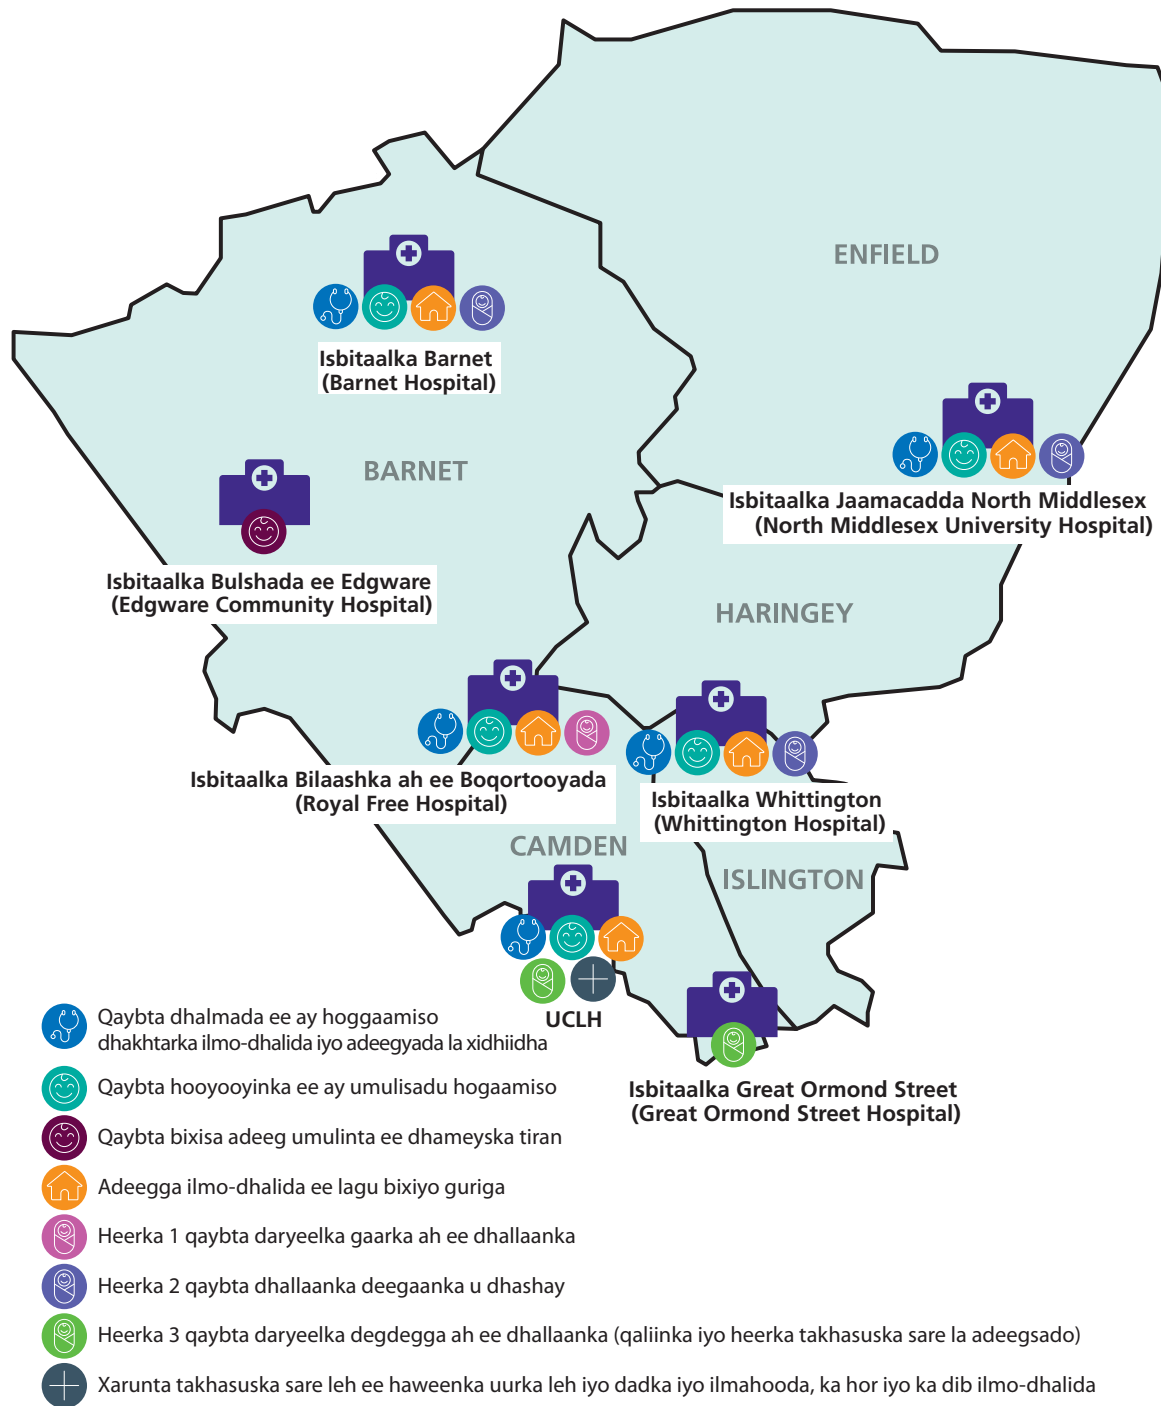 ENFIELD
Isbitaalka Barnet
(Barnet Hospital)
BARNET
Isbitaalka Jaamacadda North Middlesex
(North Middlesex University Hospital)
Isbitaalka Bulshada ee Edgware
(Edgware Community Hospital)
HARINGEY
Isbitaalka Bilaashka ah ee Boqortooyada
(Royal Free Hospital)
Isbitaalka Whittington
(Whittington Hospital)
CAMDEN
ISLINGTON
UCLH
Isbitaalka Great Ormond Street
(Great Ormond Street Hospital)
Qaybta dhalmada ee ay hoggaamiso
dhakhtarka ilmo-dhalida iyo adeegyada la xidhiidha
Qaybta hooyooyinka ee ay umulisadu hogaamiso
Qaybta bixisa adeeg umulinta ee dhameyska tiran
Adeegga ilmo-dhalida ee lagu bixiyo guriga
Heerka 1 qaybta daryeelka gaarka ah ee dhallaanka
Heerka 2 qaybta dhallaanka deegaanka u dhashay
Heerka 3 qaybta daryeelka degdegga ah ee dhallaanka (qaliinka iyo heerka takhasuska sare la adeegsado)
Xarunta takhasuska sare leh ee haweenka uurka leh iyo dadka iyo ilmahooda, ka hor iyo ka dib ilmo-dhalida